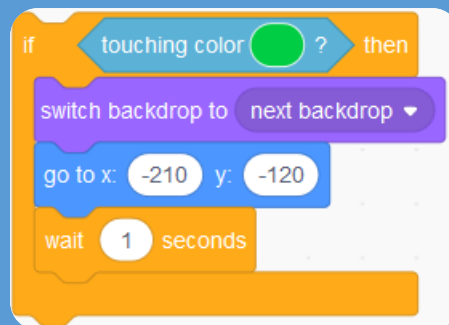 if touching color ? then
switch backdrop to next backdrop
go to x: -210 y: -120
wait 1 seconds